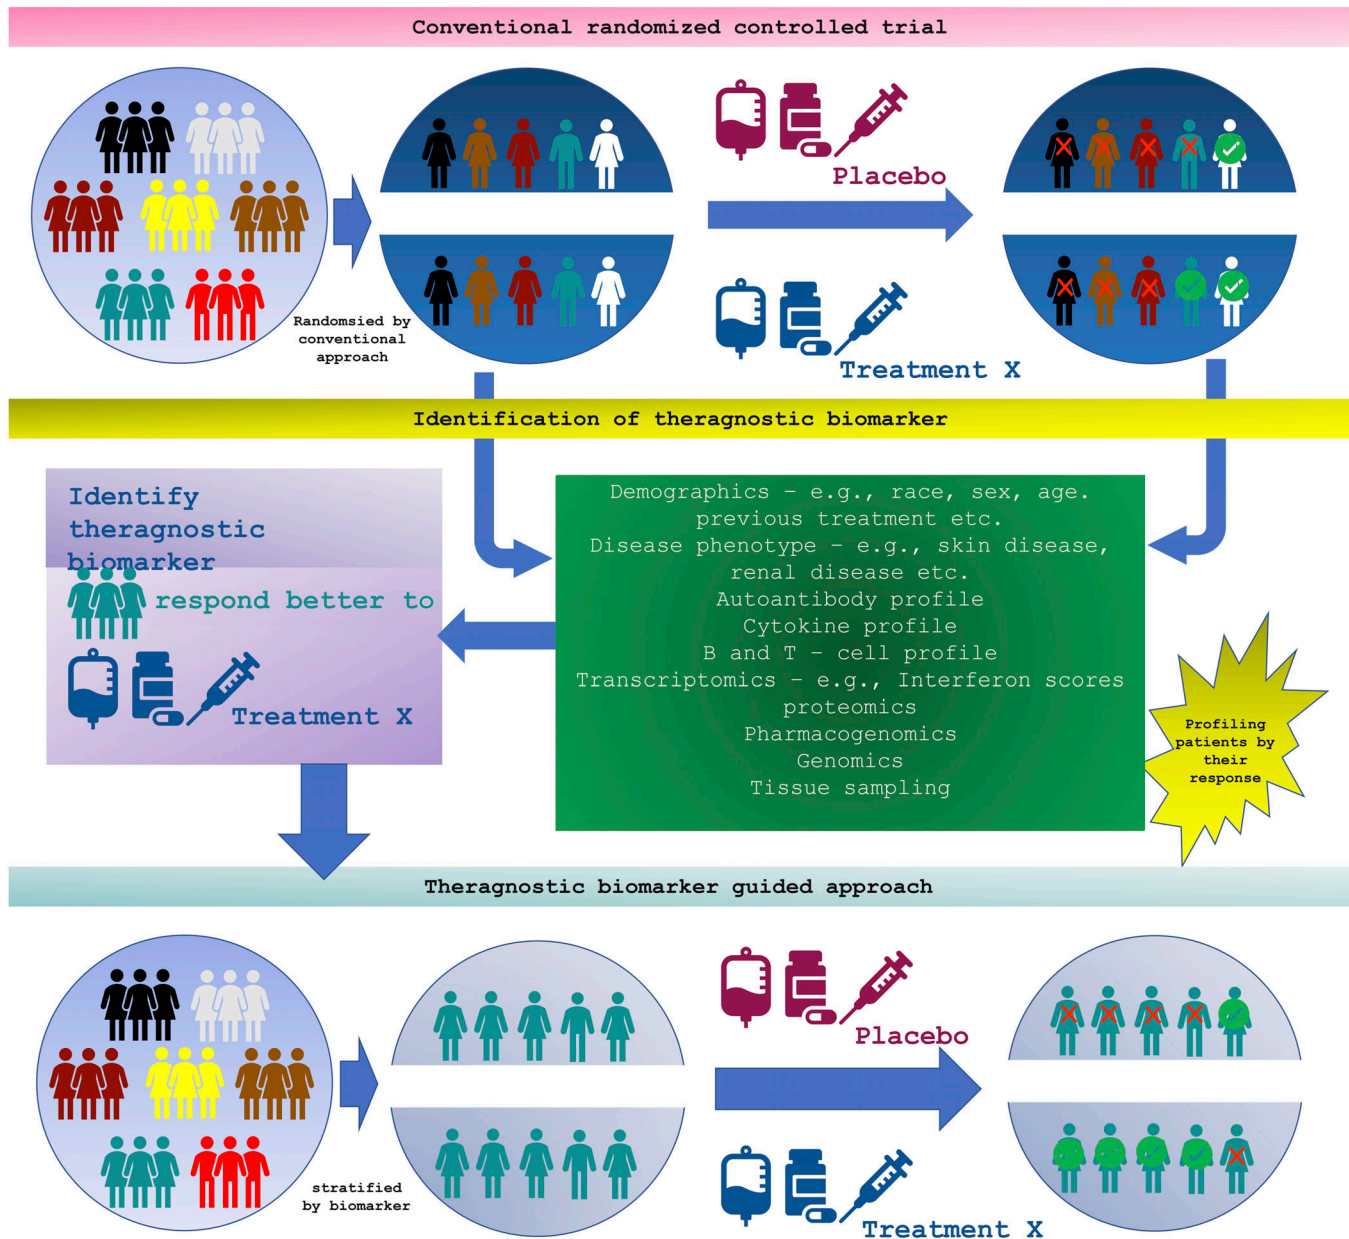 Conventional randomized controlled trial
Placebo
Randomsied by
conventional
approach
Treatment X
Identification of theragnostic biomarker
Identify
theragnostic
biomarker
respond better to
Treatment X
Demographics – e.g., race, sex, age.
previous treatment etc.
Disease phenotype – e.g., skin disease,
renal disease etc.
Autoantibody profile
Cytokine profile
B and T – cell profile
Transcriptomics – e.g., Interferon scores
proteomics
Pharmacogenomics
Genomics
Tissue sampling
Profiling
patients by
their
response
Theragnostic biomarker guided approach
Placebo
stratified
by biomarker
Treatment X